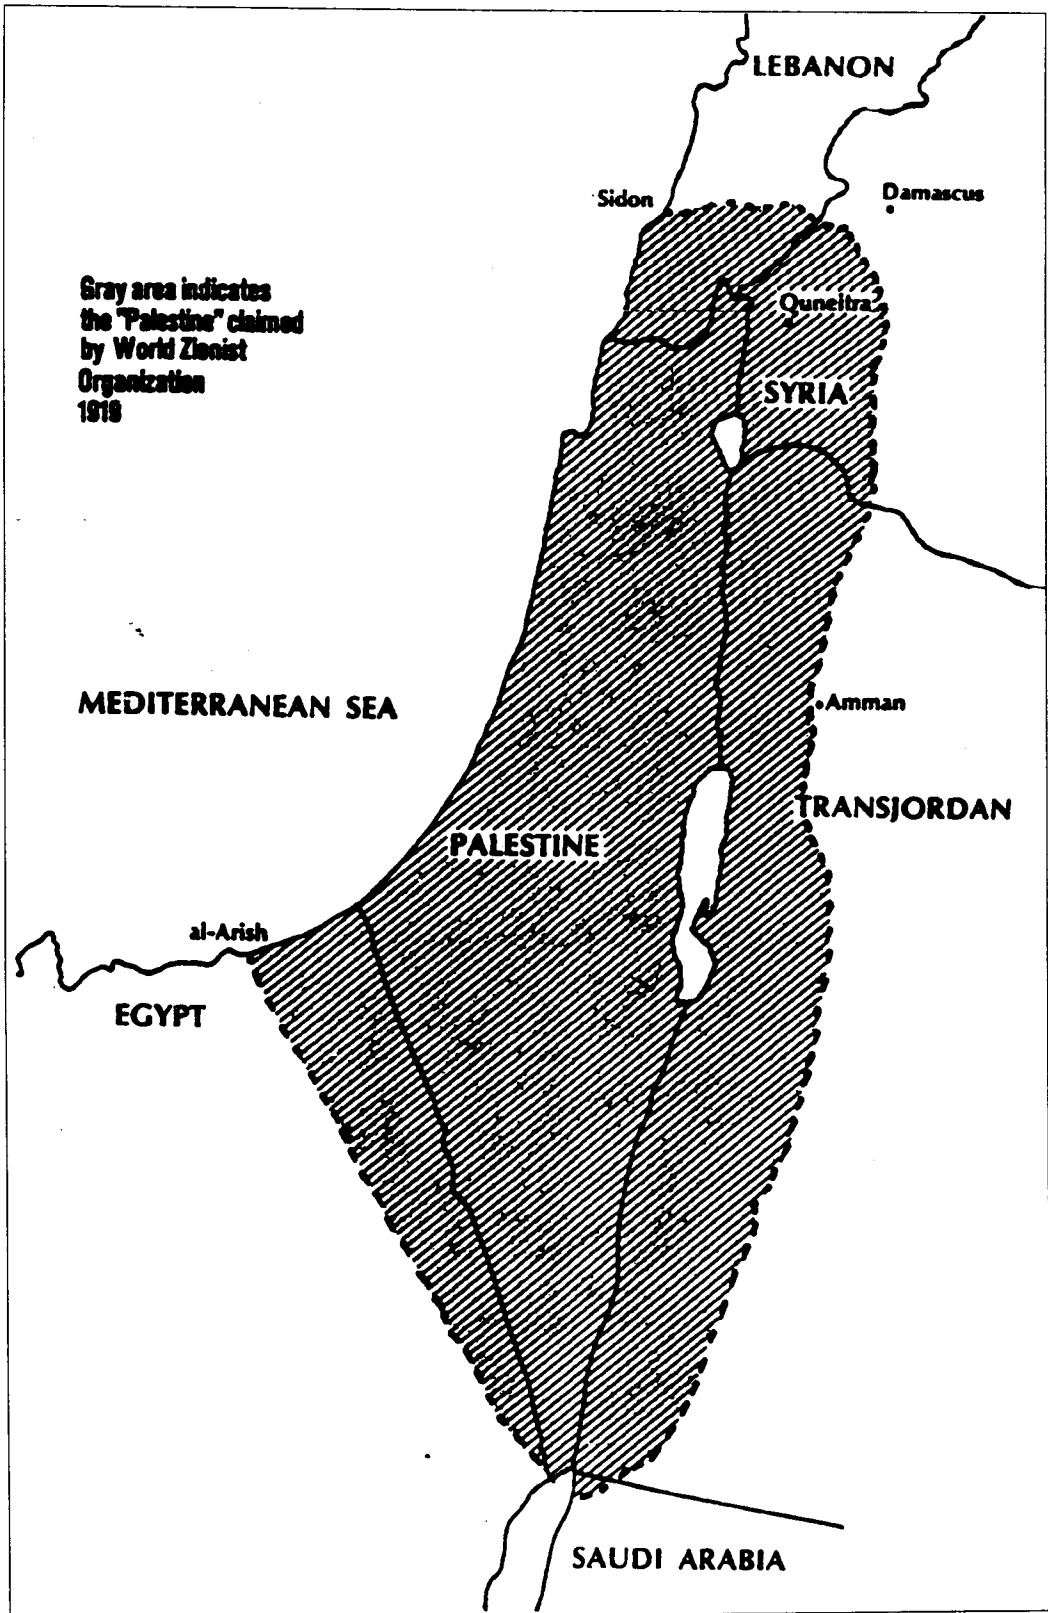 LEBANON
Sidon
Damascus
Gray area indicates
the "Palestine" claimed
by World Zionist
Organization
1919
Quneitra
SYRIA
MEDITERRANEAN SEA
Amman
TRANSJORDAN
PALESTINE
al-Arish
EGYPT
SAUDI ARABIA